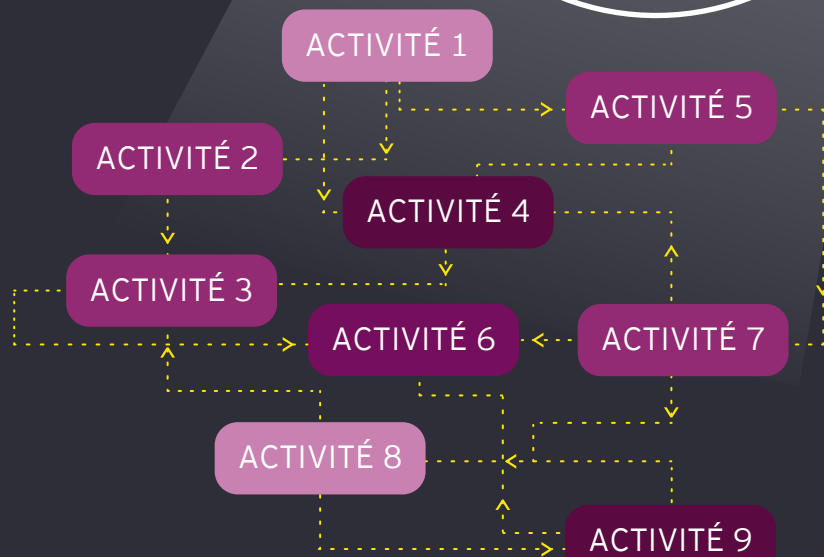 ACTIVITÉ 1
ACTIVITÉ 5
ACTIVITÉ 2
ACTIVITÉ 4
ACTIVITÉ 3
ACTIVITÉ 6
ACTIVITÉ 7
ACTIVITÉ 8
ACTIVITÉ 9